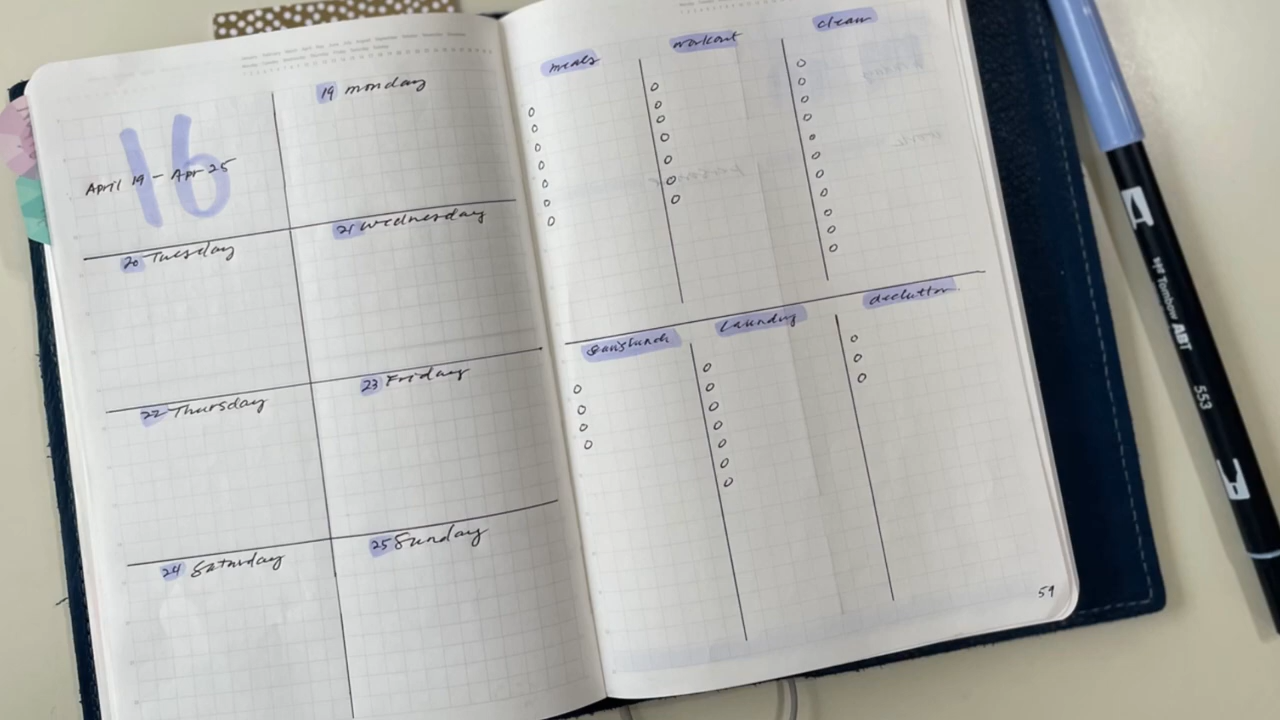 16
April 19 - Apr 25
19 monday
20 Tuesday
21 wednesday
22 Thursday
23 Friday
24 Saturday
25 Sunday
meals
workout
clean
laundry
declutter
59
Tombow ABT
553